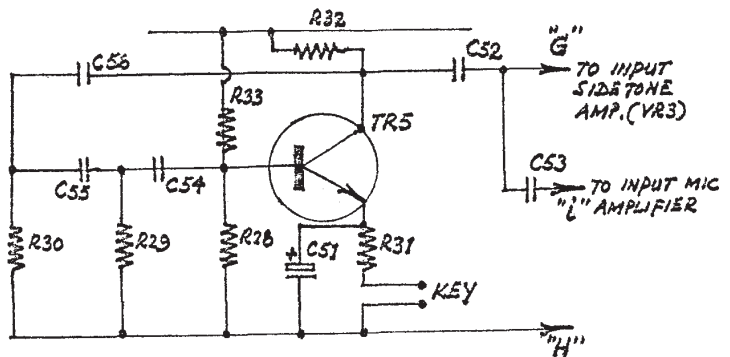 R32
C56
C52
"G"
TO INPUT
SIDETONE
AMP. (VR3)
R33
TR5
C55
C54
C53
TO INPUT MIC
"i" AMPLIFIER
R30
R29
R28
C51
+
R31
KEY
"H"